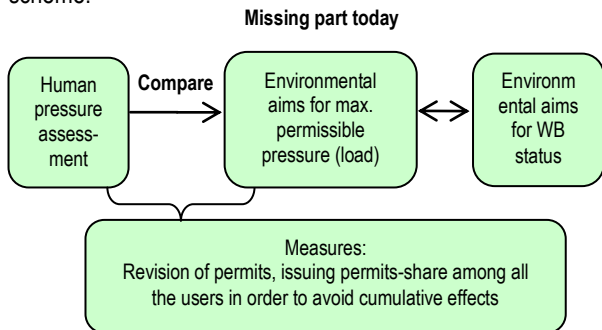 Missing part today
Human
pressure
assess-
ment
Compare
Environmental
aims for max.
permissible
pressure (load)
Environm
ental aims
for WB
status
Measures:
Revision of permits, issuing permits-share among all
the users in order to avoid cumulative effects